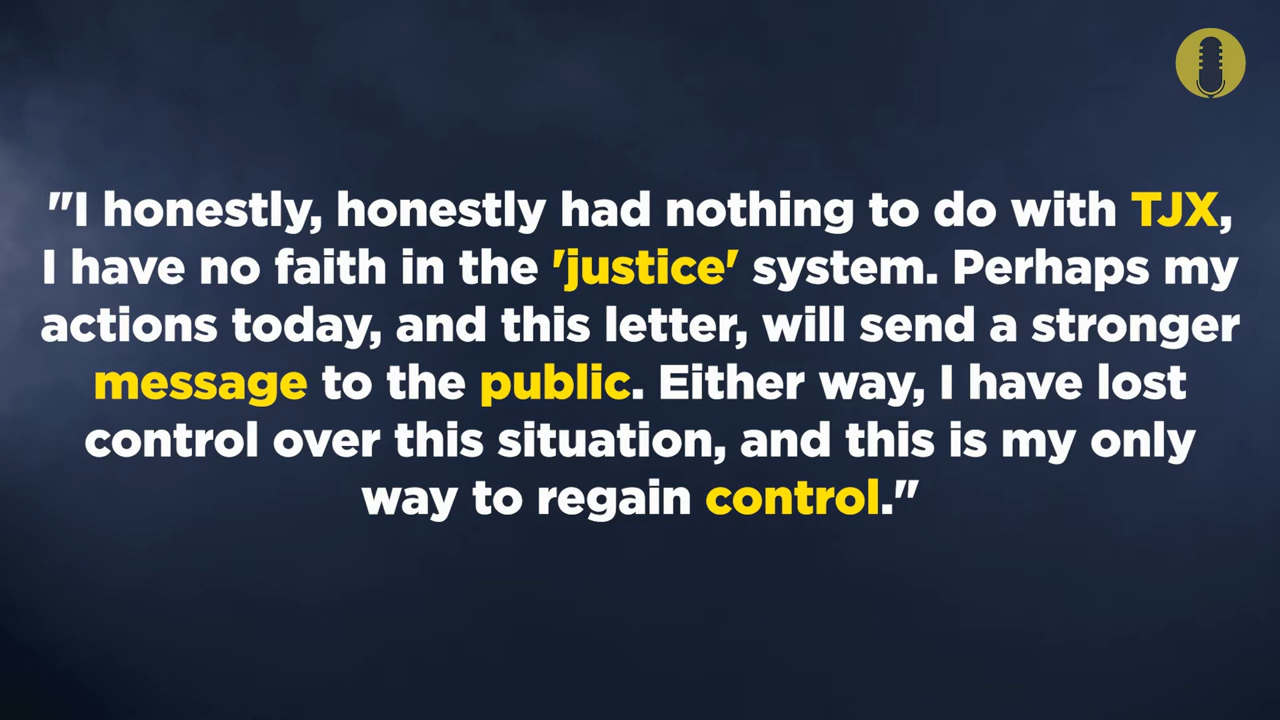 "I honestly, honestly had nothing to do with TJX,
I have no faith in the 'justice' system. Perhaps my
actions today, and this letter, will send a stronger
message to the public. Either way, I have lost
control over this situation, and this is my only
way to regain control."